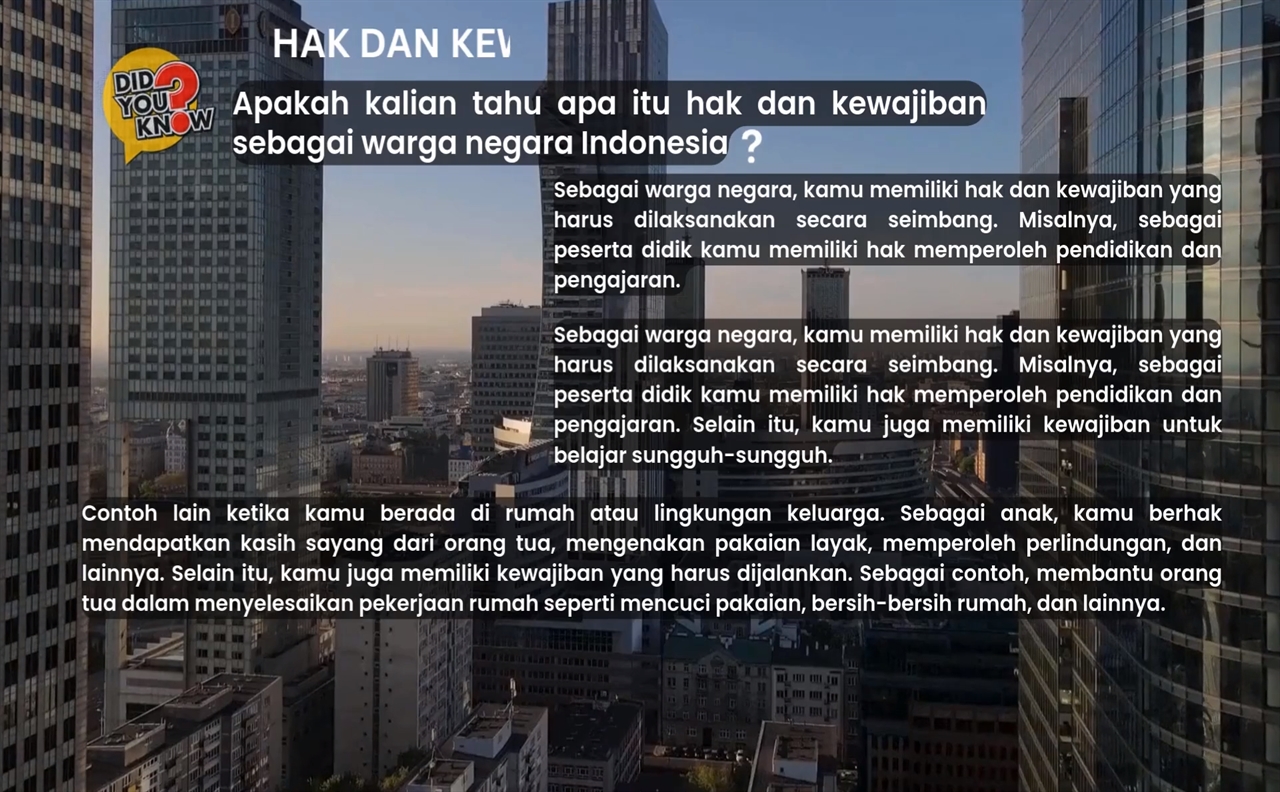 HAK DAN KEW
DID
YOU
KNOW
?
Apakah kalian tahu apa itu hak dan kewajiban
sebagai warga negara Indonesia ?
Sebagai warga negara, kamu memiliki hak dan kewajiban yang
harus dilaksanakan secara seimbang. Misalnya, sebagai
peserta didik kamu memiliki hak memperoleh pendidikan dan
pengajaran.
Sebagai warga negara, kamu memiliki hak dan kewajiban yang
harus dilaksanakan secara seimbang. Misalnya, sebagai
peserta didik kamu memiliki hak memperoleh pendidikan dan
pengajaran. Selain itu, kamu juga memiliki kewajiban untuk
belajar sungguh-sungguh.
Contoh lain ketika kamu berada di rumah atau lingkungan keluarga. Sebagai anak, kamu berhak
mendapatkan kasih sayang dari orang tua, mengenakan pakaian layak, memperoleh perlindungan, dan
lainnya. Selain itu, kamu juga memiliki kewajiban yang harus dijalankan. Sebagai contoh, membantu orang
tua dalam menyelesaikan pekerjaan rumah seperti mencuci pakaian, bersih-bersih rumah, dan lainnya.